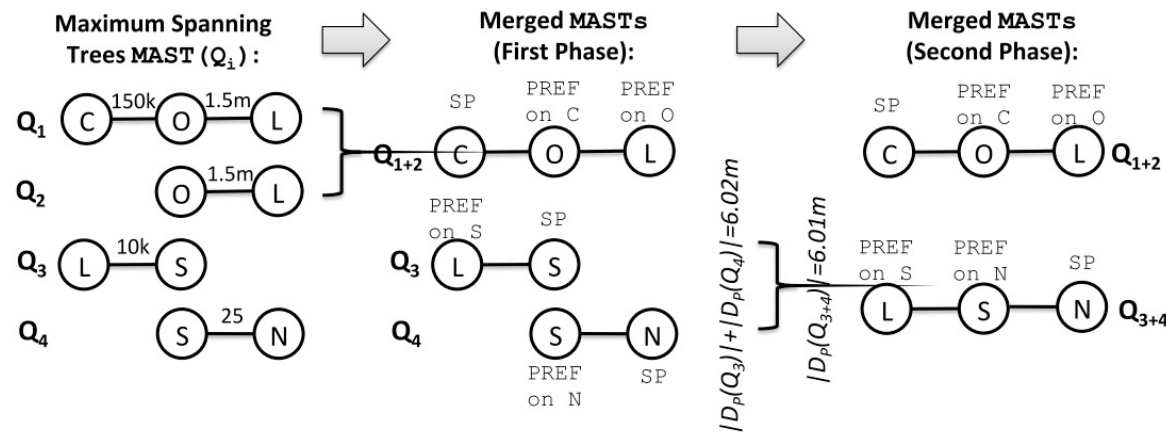 Maximum Spanning
Trees MAST (Qi) :
Merged MASTs
(First Phase):
Merged MASTs
(Second Phase):
Q1
C 150k O 1.5m L
Q2
O 1.5m L
Q3
L 10k S
Q4
S 25 N
SP
PREF
on C
PREF
on O
Q1+2
C O L
PREF
on S
SP
Q3
L S
Q4
S N
PREF
on N
SP
|DP(Q3)|+|DP(Q4)|=6.02m
|DP(Q3+4)|=6.01m
SP
PREF
on C
PREF
on O
C O L Q1+2
PREF
on S
PREF
on N
SP
L S N Q3+4